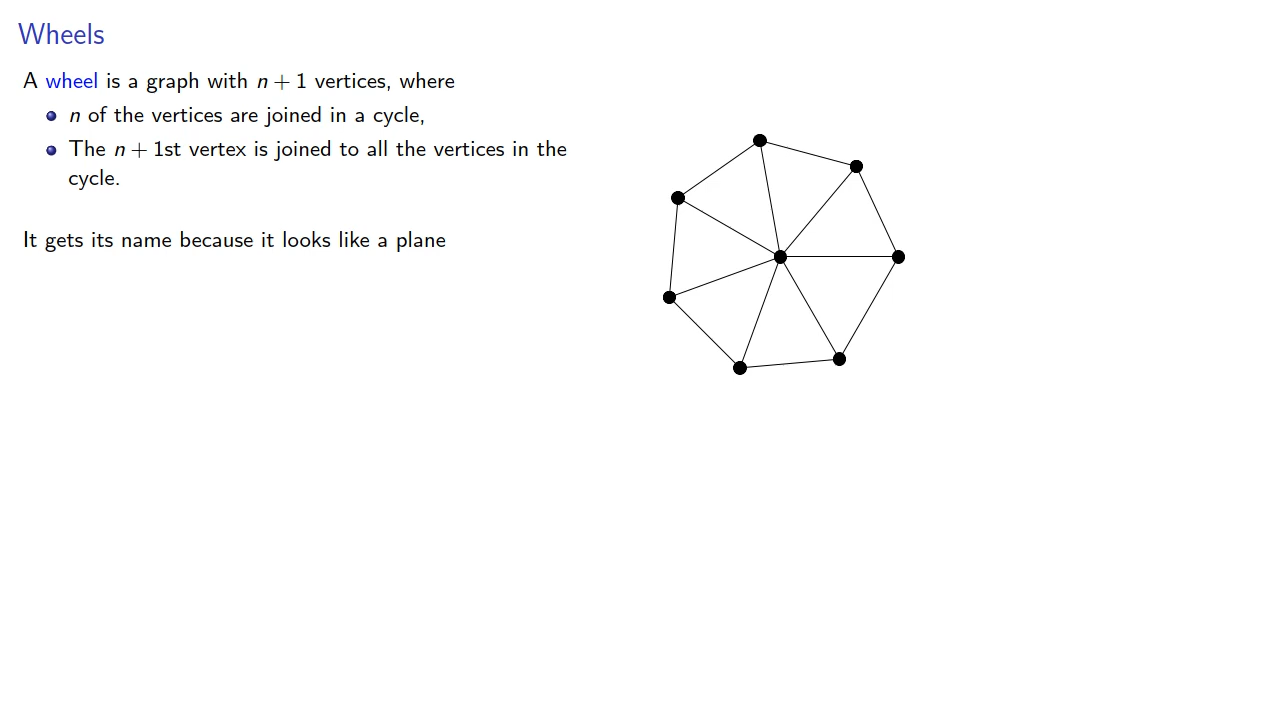 Wheels
A wheel is a graph with n + 1 vertices, where
n of the vertices are joined in a cycle,
The n + 1st vertex is joined to all the vertices in the
cycle.
It gets its name because it looks like a plane